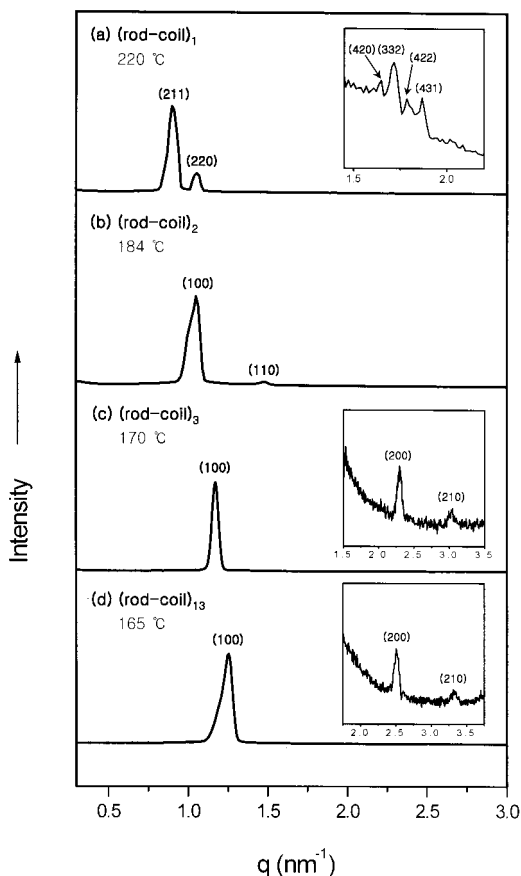 (a) (rod-coil)₁
220 ℃
(211)
(220)
(420) (332)
(422)
(431)
1.5 2.0
(b) (rod-coil)₂
184 ℃
(100)
(110)
(c) (rod-coil)₃
170 ℃
(100)
(200)
(210)
1.5 2.0 2.5 3.0 3.5
(d) (rod-coil)₁₃
165 ℃
(100)
(200)
(210)
2.0 2.5 3.0 3.5
Intensity
0.5 1.0 1.5 2.0 2.5 3.0
q (nm⁻¹)